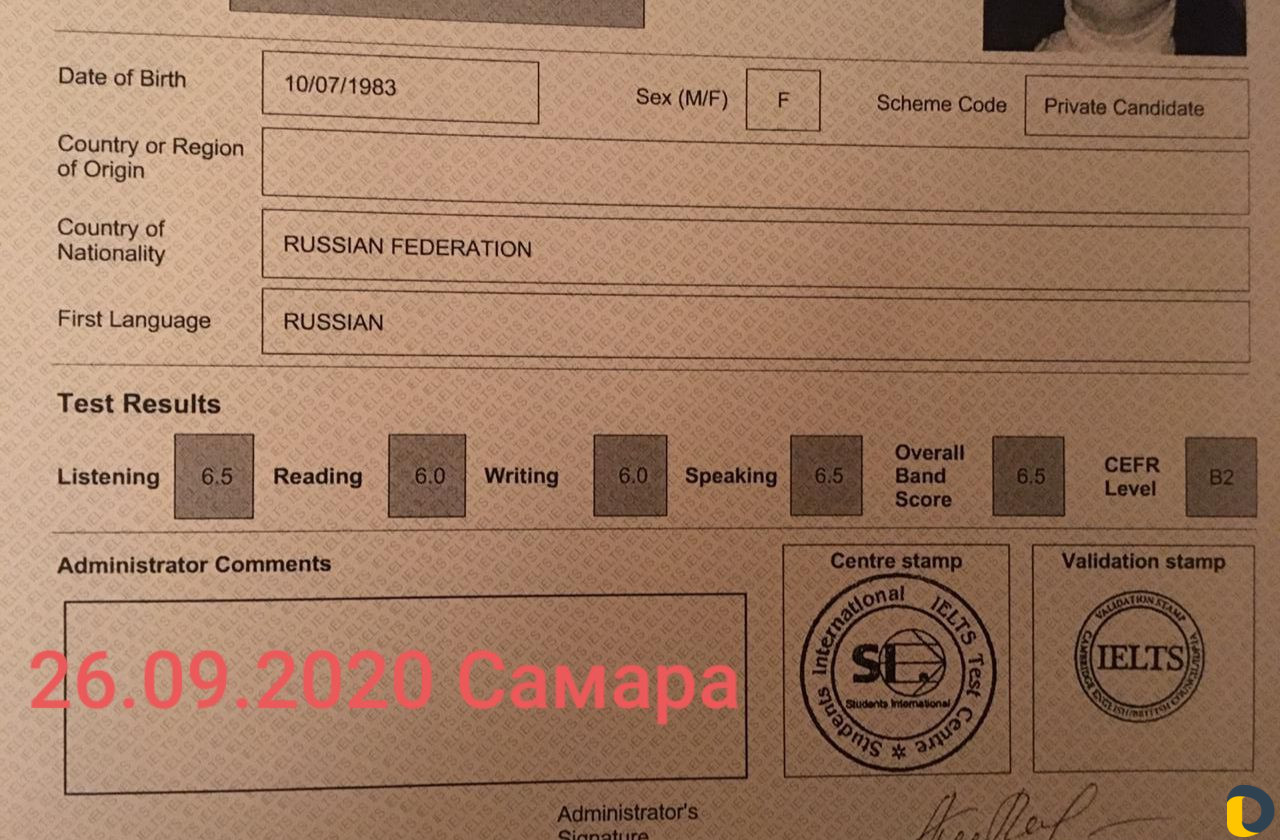 Date of Birth 10/07/1983 Sex (M/F) F Scheme Code Private Candidate
Country or Region
of Origin
Country of
Nationality
RUSSIAN FEDERATION
First Language RUSSIAN
Test Results
Listening 6.5 Reading 6.0 Writing 6.0 Speaking 6.5
Overall
Band
Score
6.5
CEFR
Level
B2
Administrator Comments
26.09.2020 Самара
Centre stamp
Students International IELTS Test Centre
SI
Students International
Validation stamp
VALIDATION STAMP
IELTS
Administrator's
Signature